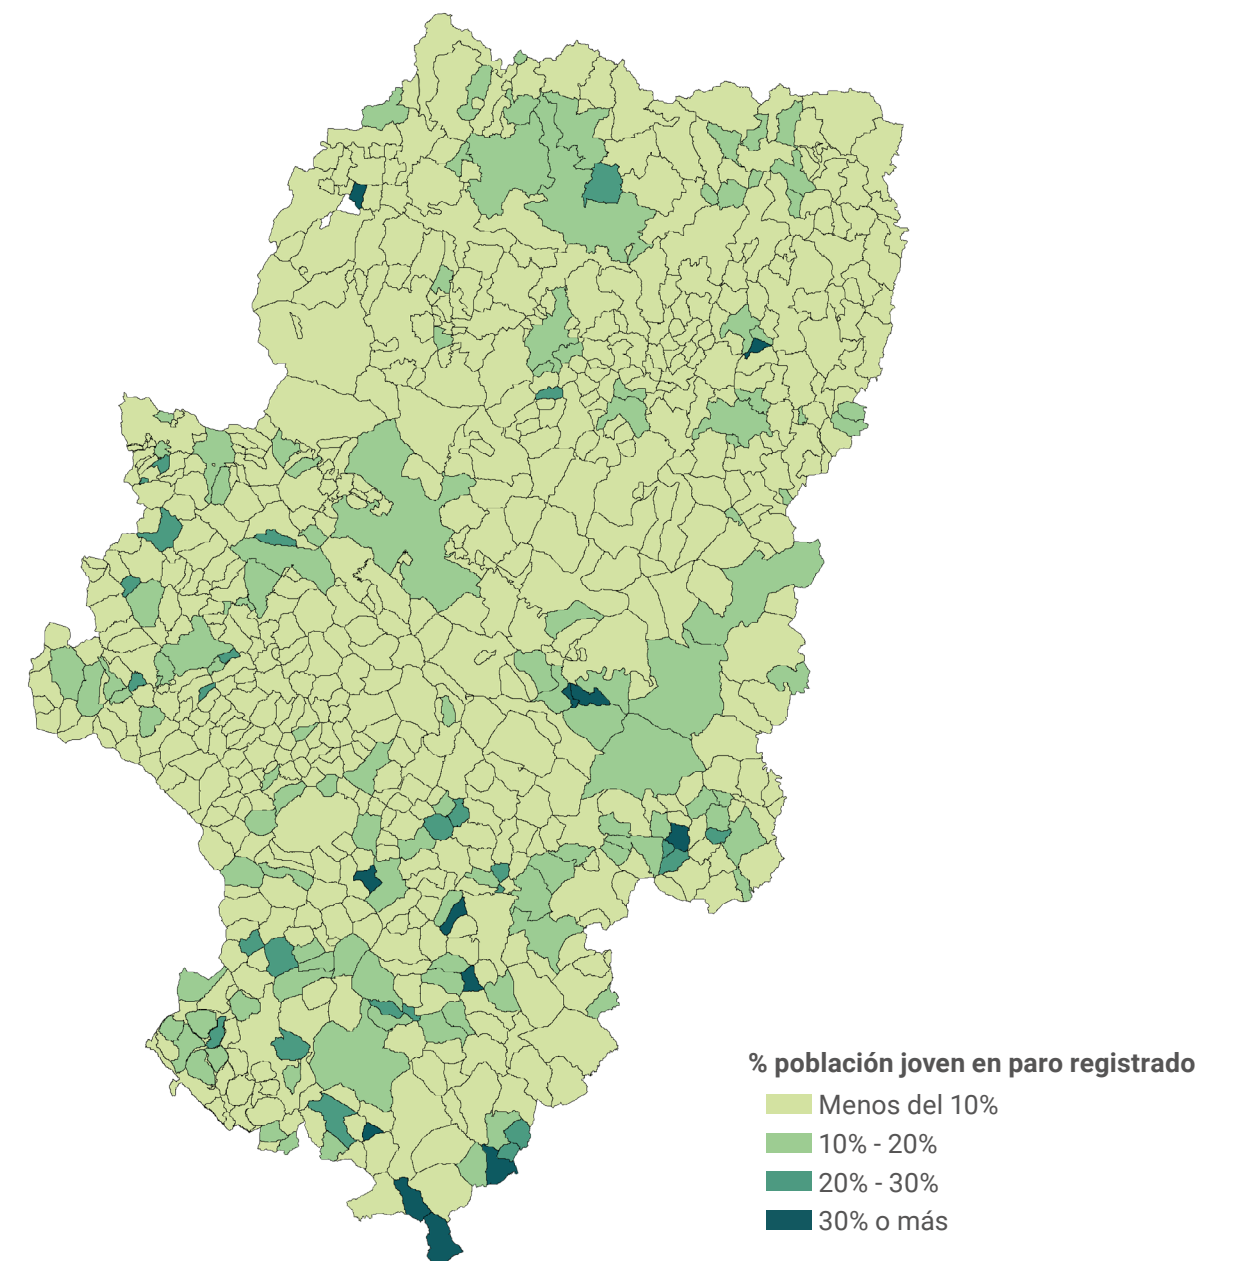 % población joven en paro registrado
Menos del 10%
10% - 20%
20% - 30%
30% o más